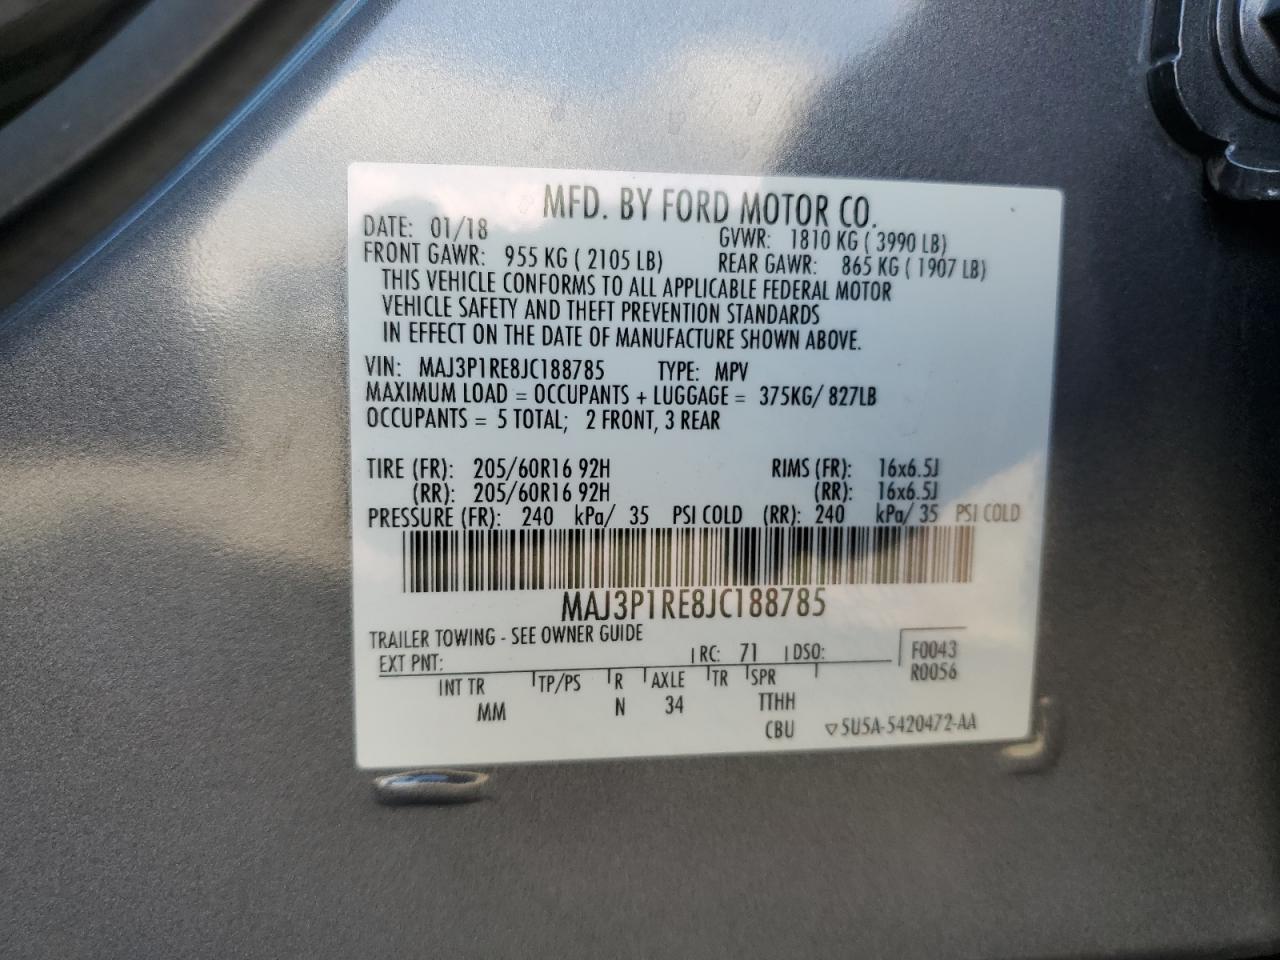 MFD. BY FORD MOTOR CO.
DATE: 01/18 GVWR: 1810 KG ( 3990 LB)
FRONT GAWR: 955 KG ( 2105 LB) REAR GAWR: 865 KG ( 1907 LB)
THIS VEHICLE CONFORMS TO ALL APPLICABLE FEDERAL MOTOR
VEHICLE SAFETY AND THEFT PREVENTION STANDARDS
IN EFFECT ON THE DATE OF MANUFACTURE SHOWN ABOVE.
VIN: MAJ3P1RE8JC188785 TYPE: MPV
MAXIMUM LOAD = OCCUPANTS + LUGGAGE = 375KG/ 827LB
OCCUPANTS = 5 TOTAL; 2 FRONT, 3 REAR
TIRE (FR): 205/60R16 92H RIMS (FR): 16x6.5J
(RR): 205/60R16 92H (RR): 16x6.5J
PRESSURE (FR): 240 kPa/ 35 PSI COLD (RR): 240 kPa/ 35 PSI COLD
MAJ3P1RE8JC188785
TRAILER TOWING - SEE OWNER GUIDE
EXT PNT: RC: 71 DSO: F0043
INT TR TP/PS R AXLE TR SPR R0056
MM N 34 TTHH
CBU ▽5U5A-5420472-AA